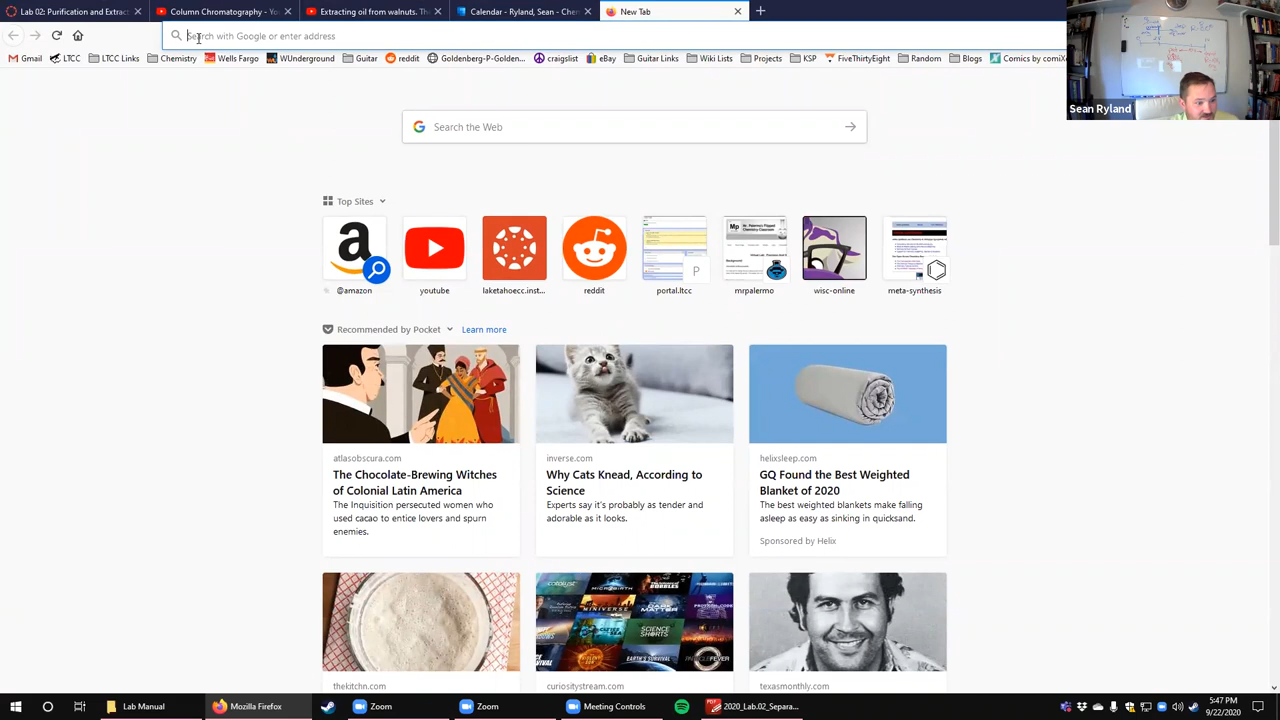 Lab 02: Purification and Extract
Column Chromatography - Yo
Extracting oil from walnuts. Th
Calendar - Ryland, Sean - Che
New Tab
Search with Google or enter address
Gmail
LTCC
LTCC Links
Chemistry
Wells Fargo
WUnderground
Guitar
reddit
Goldenberg-P-Golden...
craigslist
eBay
Guitar Links
Wiki Lists
Projects
KSP
FiveThirtyEight
Random
Blogs
Comics by comiX
Sean Ryland
Search the Web
Top Sites
@amazon
youtube
laketahoecc.inst...
reddit
P
portal.ltcc
Mp
mrpalermo
wisc-online
meta-synthesis
Recommended by Pocket
Learn more
atlasobscura.com
The Chocolate-Brewing Witches
of Colonial Latin America
The Inquisition persecuted women who
used cacao to entice lovers and spurn
enemies.
inverse.com
Why Cats Knead, According to
Science
Experts say it's probably as tender and
adorable as it looks.
helixsleep.com
GQ Found the Best Weighted
Blanket of 2020
The best weighted blankets make falling
asleep as easy as sinking in quicksand.
Sponsored by Helix
MINIVERSE
DARK
MATTER
SCIENCE
SHORTS
thekitchn.com
curiositystream.com
texasmonthly.com
Lab Manual
Mozilla Firefox
Zoom
Zoom
Meeting Controls
2020_Lab.02_Separa...
5:47 PM
9/22/2020